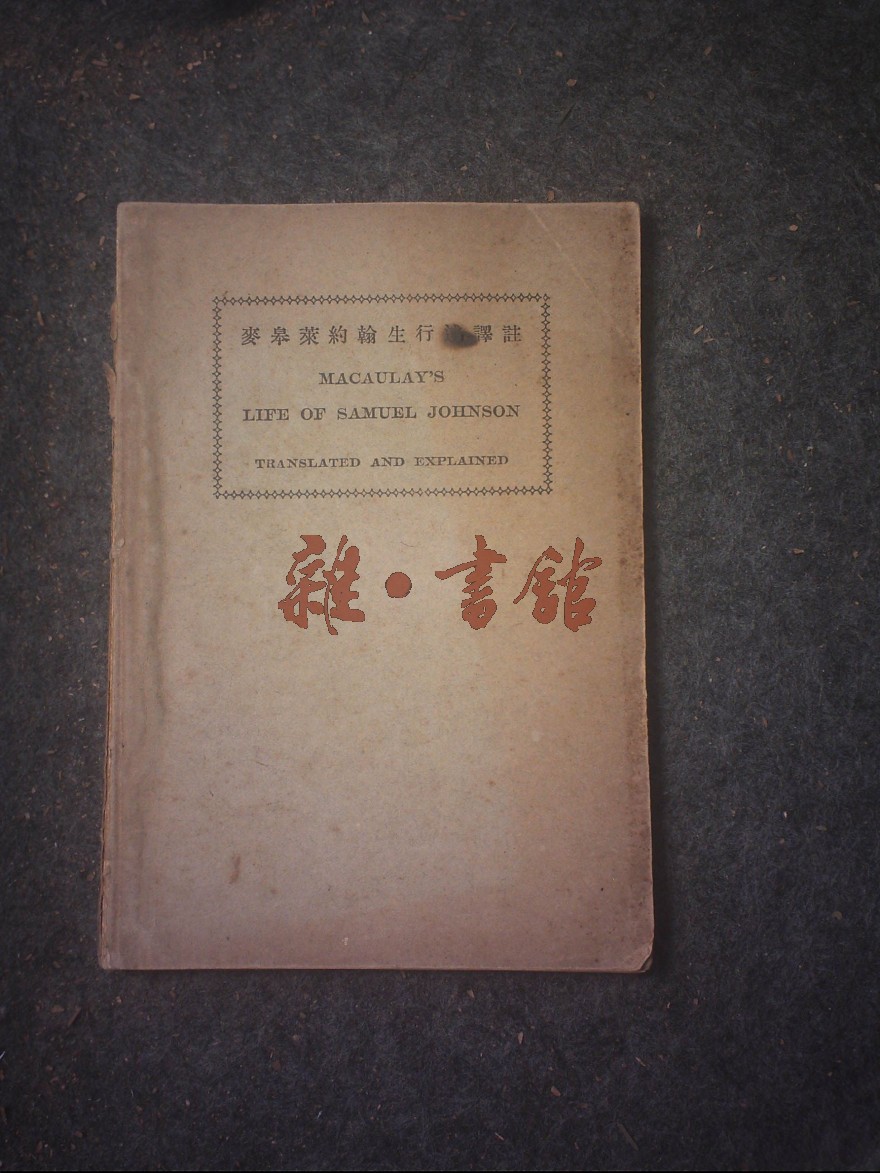 麥皋萊約翰生行譯註
MACAULAY'S
LIFE OF SAMUEL JOHNSON
TRANSLATED AND EXPLAINED
雜·書館